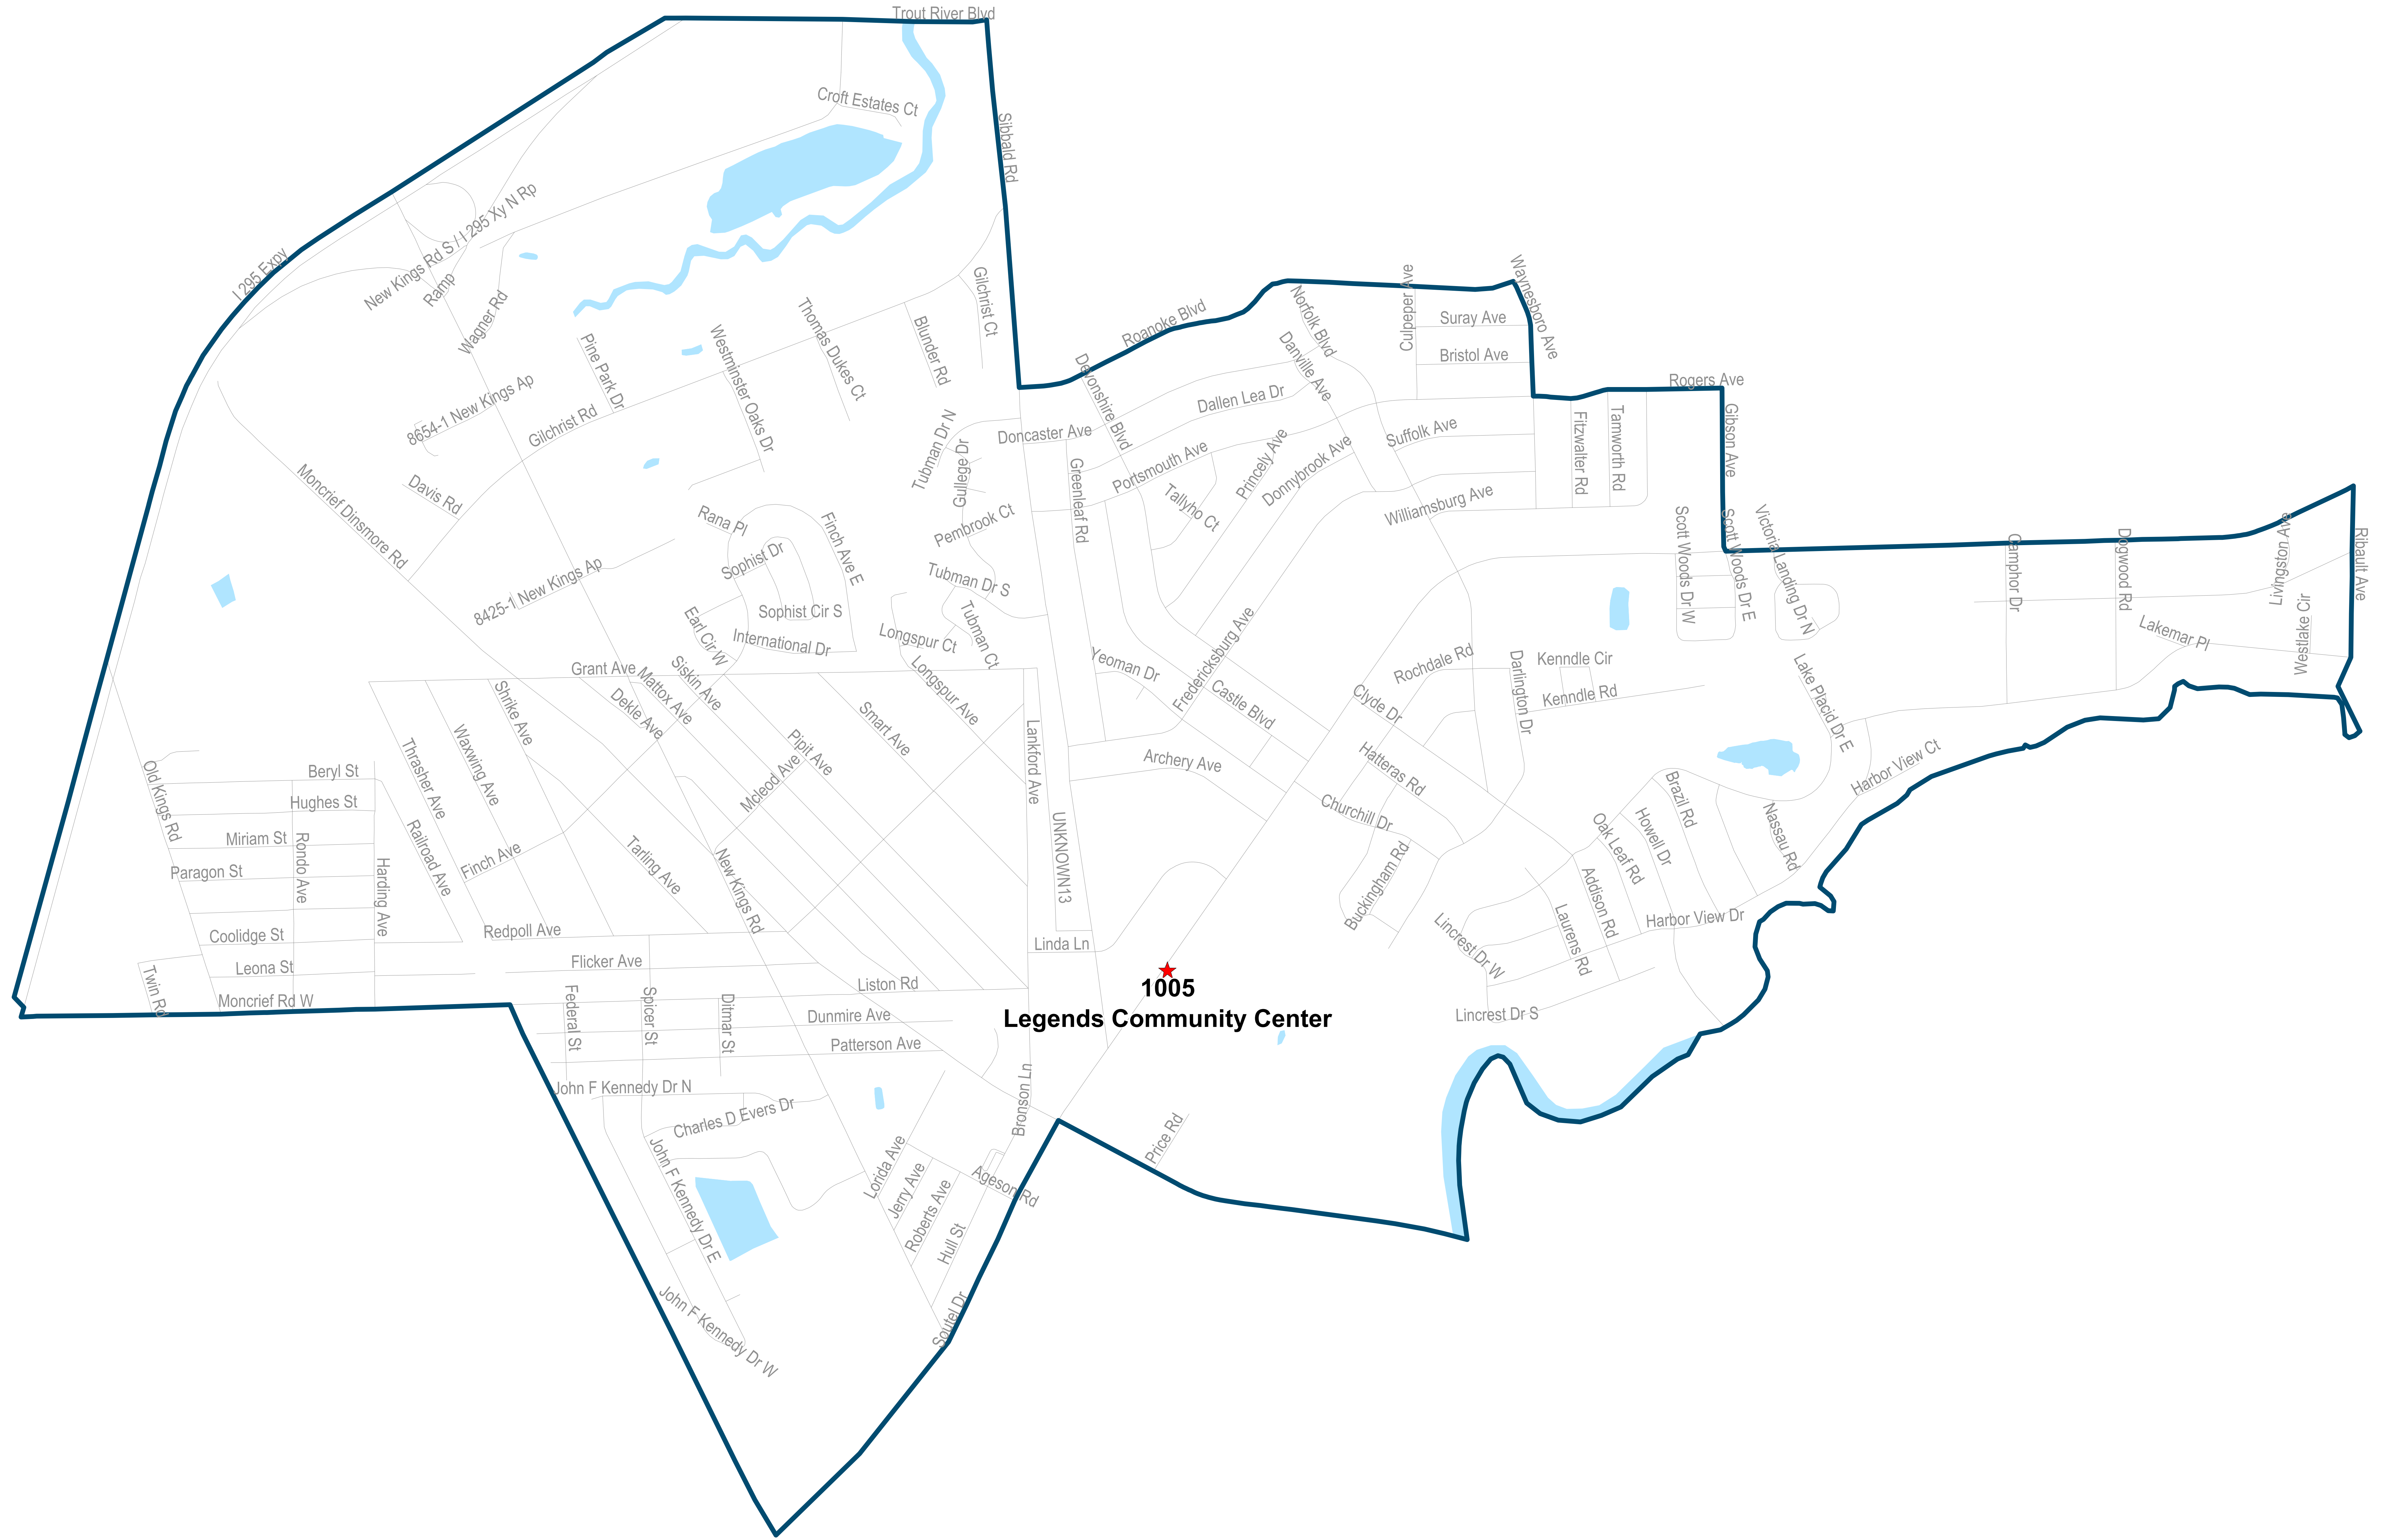 Trout River Blvd
Croft Estates Ct
Sibbald Rd
I 295 Expy
New Kings Rd S / I 295 Xy N Rp
Ramp
Wagner Rd
Gilchrist Ct
Waynesboro Ave
Norfolk Blvd
Culpeper Ave
Roanoke Blvd
Suray Ave
Bristol Ave
Pine Park Dr
Westminster Oaks Dr
Thomas Dukes Ct
Blunder Rd
Devonshire Blvd
Danville Ave
Dallen Lea Dr
Rogers Ave
8654-1 New Kings Ap
Gilchrist Rd
Tubman Dr N
Gullege Dr
Doncaster Ave
Greenleaf Rd
Portsmouth Ave
Princely Ave
Donnybrook Ave
Suffolk Ave
Fitzwalter Rd
Tamworth Rd
Gibson Ave
Moncrief Dinsmore Rd
Davis Rd
Rana Pl
Finch Ave E
Pembrook Ct
Tallyho Ct
Williamsburg Ave
Scott Woods Dr W
Scott Woods Dr E
Victoria Landing Dr N
Camphor Dr
Dogwood Rd
Livingston Ave
Ribault Ave
Sophist Dr
8425-1 New Kings Ap
Sophist Cir S
Tubman Dr S
Tubman Ct
Earl Cir W
International Dr
Longspur Ct
Westlake Cir
Lakemar Pl
Yeoman Dr
Fredericksburg Ave
Rochdale Rd
Darlington Dr
Kenndle Cir
Kenndle Rd
Grant Ave
Dekle Ave
Mattox Ave
Siskin Ave
Longspur Ave
Castle Blvd
Clyde Dr
Lake Placid Dr E
Shrike Ave
Waxwing Ave
Thrasher Ave
Smart Ave
Pipit Ave
Mcleod Ave
Lankford Ave
Archery Ave
Hatteras Rd
Harbor View Ct
Old Kings Rd
Beryl St
Hughes St
Miriam St
Paragon St
Rondo Ave
Harding Ave
Railroad Ave
Finch Ave
Tarling Ave
New Kings Rd
UNKNOWN13
Churchill Dr
Buckingham Rd
Brazil Rd
Howell Dr
Oak Leaf Rd
Nassau Rd
Addison Rd
Laurens Rd
Harbor View Dr
Lincrest Dr W
Coolidge St
Leona St
Twin Rd
Moncrief Rd W
Redpoll Ave
Flicker Ave
Liston Rd
Linda Ln
1005
Legends Community Center
Lincrest Dr S
Federal St
Spicer St
Ditmar St
Dunmire Ave
Patterson Ave
John F Kennedy Dr N
Charles D Evers Dr
Bronson Ln
Price Rd
John F Kennedy Dr E
Lorida Ave
Jerry Ave
Roberts Ave
Ageson Rd
Hull St
Soutel Dr
John F Kennedy Dr W